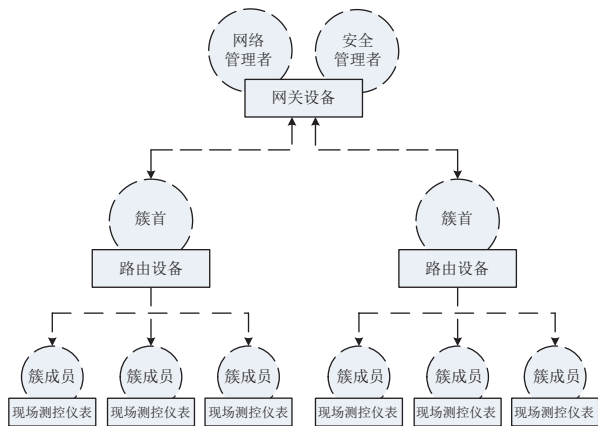 网络
管理者
安全
管理者
网关设备
簇首
簇首
路由设备
路由设备
簇成员
簇成员
簇成员
簇成员
簇成员
簇成员
现场测控仪表
现场测控仪表
现场测控仪表
现场测控仪表
现场测控仪表
现场测控仪表